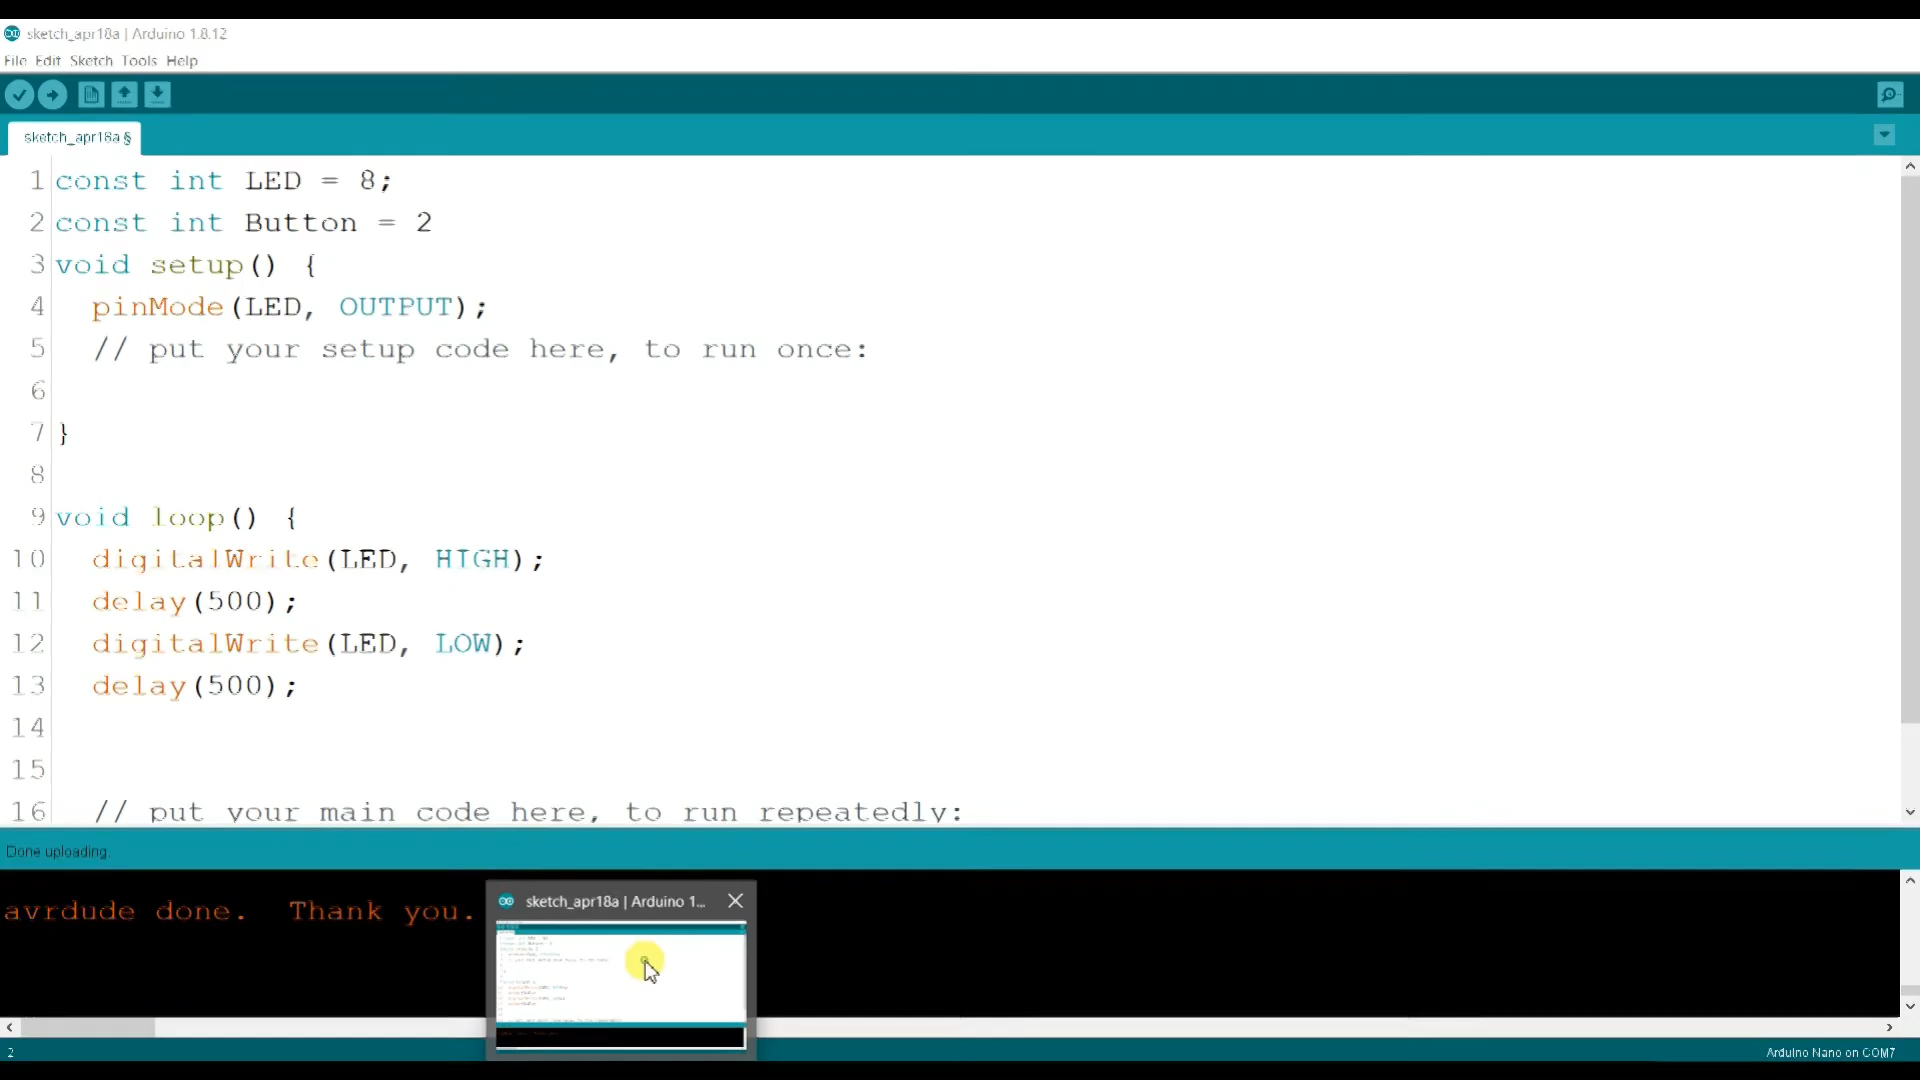 sketch_apr18a | Arduino 1.8.12
File Edit Sketch Tools Help
sketch_apr18a §
1 const int LED = 8;
2 const int Button = 2
3 void setup() {
4 pinMode(LED, OUTPUT);
5 // put your setup code here, to run once:
6
7 }
8
9 void loop() {
10 digitalWrite(LED, HIGH);
11 delay(500);
12 digitalWrite(LED, LOW);
13 delay(500);
14
15
16 // put your main code here, to run repeatedly:
Done uploading.
avrdude done. Thank you.
sketch_apr18a | Arduino 1...
2
Arduino Nano on COM7